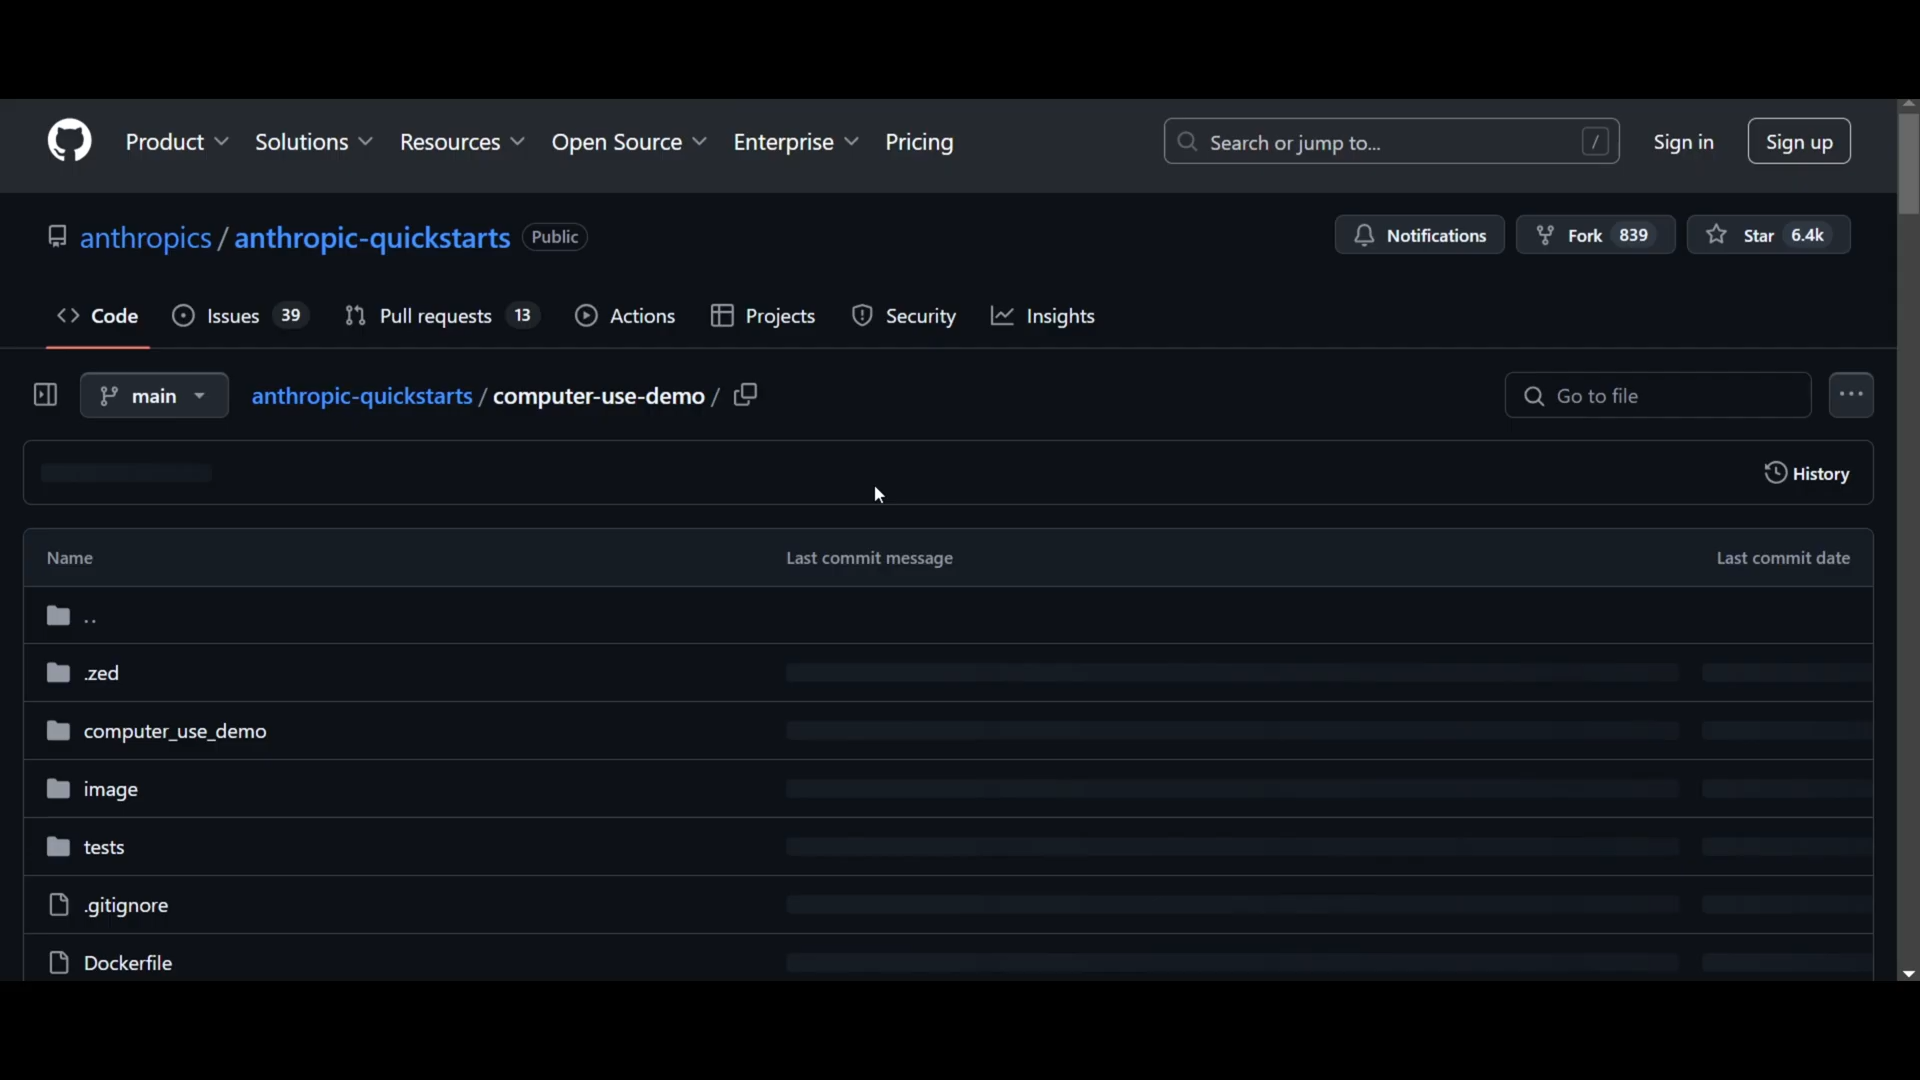 Product Solutions Resources Open Source Enterprise Pricing Search or jump to... / Sign in Sign up
anthropics / anthropic-quickstarts Public Notifications Fork 839 Star 6.4k
Code Issues 39 Pull requests 13 Actions Projects Security Insights
main anthropic-quickstarts / computer-use-demo / Go to file ...
History
Name Last commit message Last commit date
..
.zed
computer_use_demo
image
tests
.gitignore
Dockerfile